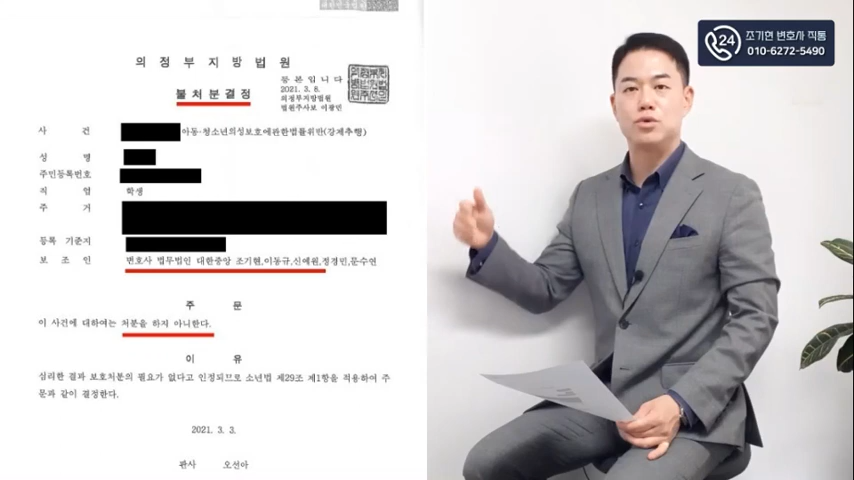 의정부지방법원
등본입니다
2021. 3. 8.
의정부지방법원
법원주사보 이광민
불처분결정
사 건 아동·청소년의성보호에관한법률위반(강제추행)
성 명
주민등록번호
직 업 학생
주 거
등록 기준지
보 조 인 변호사 법무법인 대한중앙 조기현,이동규,신예원,정경민,문수연
주 문
이 사건에 대하여는 처분을 하지 아니한다.
이 유
심리한 결과 보호처분의 필요가 없다고 인정되므로 소년법 제29조 제1항을 적용하여 주
문과 같이 결정한다.
2021. 3. 3.
판사 오선아
24
조기현 변호사 직통
010-6272-5490